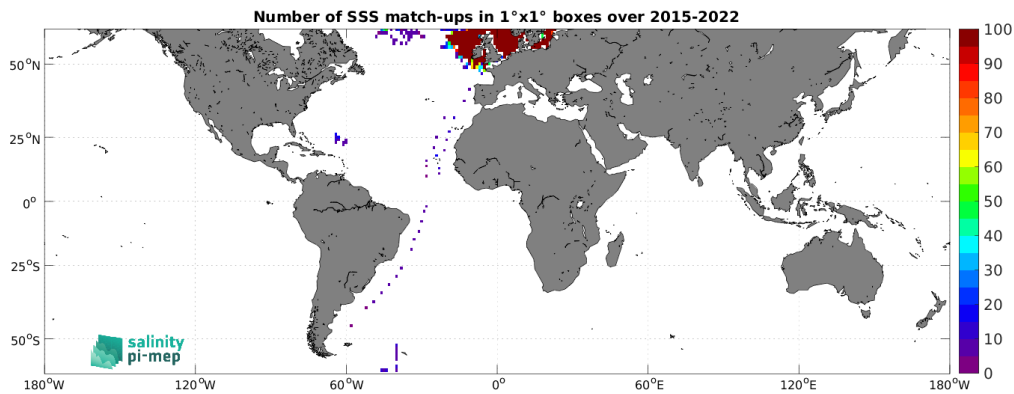 Number of SSS match-ups in 1°x1° boxes over 2015-2022
50°N
25°N
0°
25°S
50°S
180°W
120°W
60°W
0°
60°E
120°E
180°W
100
90
80
70
60
50
40
30
20
10
0
salinity
pi-mep